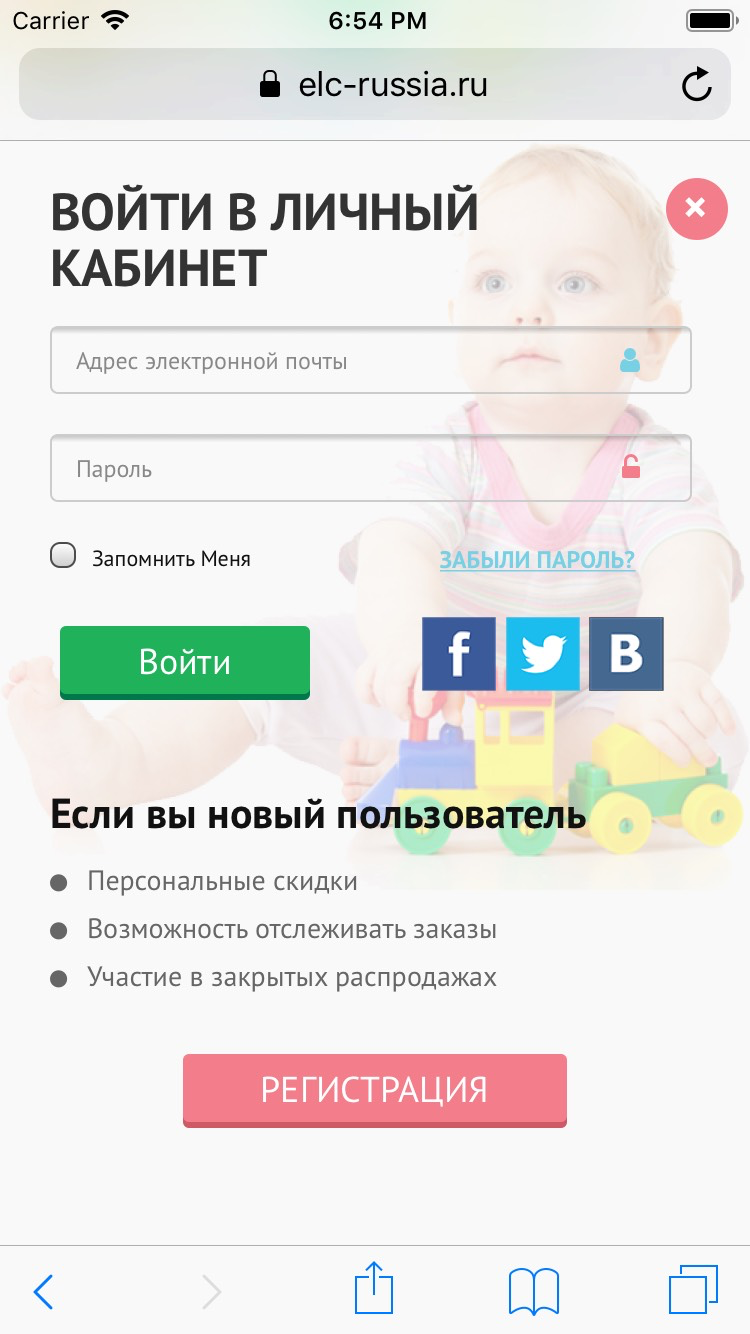 Carrier 6:54 PM
elc-russia.ru
ВОЙТИ В ЛИЧНЫЙ
КАБИНЕТ
Адрес электронной почты
Пароль
Запомнить Меня ЗАБЫЛИ ПАРОЛЬ?
Войти f В
Если вы новый пользователь
Персональные скидки
Возможность отслеживать заказы
Участие в закрытых распродажах
РЕГИСТРАЦИЯ